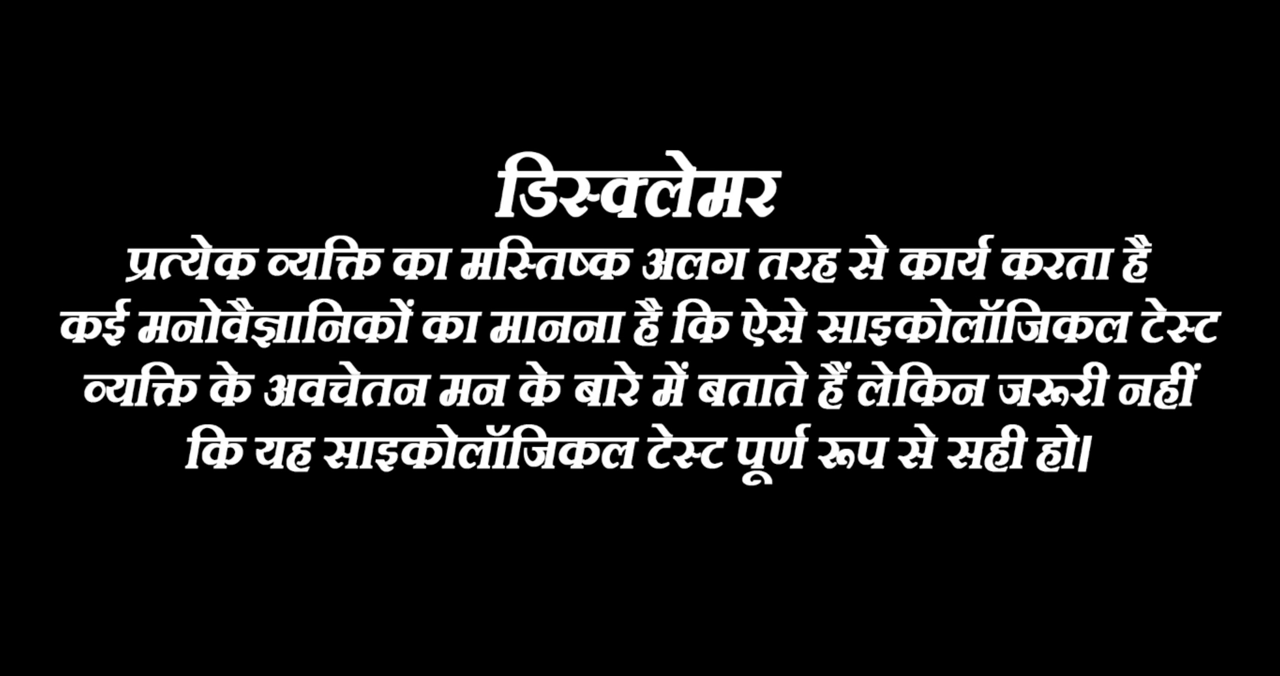 डिस्क्लेमर
प्रत्येक व्यक्ति का मस्तिष्क अलग तरह से कार्य करता है
कई मनोवैज्ञानिकों का मानना है कि ऐसे साइकोलॉजिकल टेस्ट
व्यक्ति के अवचेतन मन के बारे में बताते हैं लेकिन जरूरी नहीं
कि यह साइकोलॉजिकल टेस्ट पूर्ण रूप से सही हो।